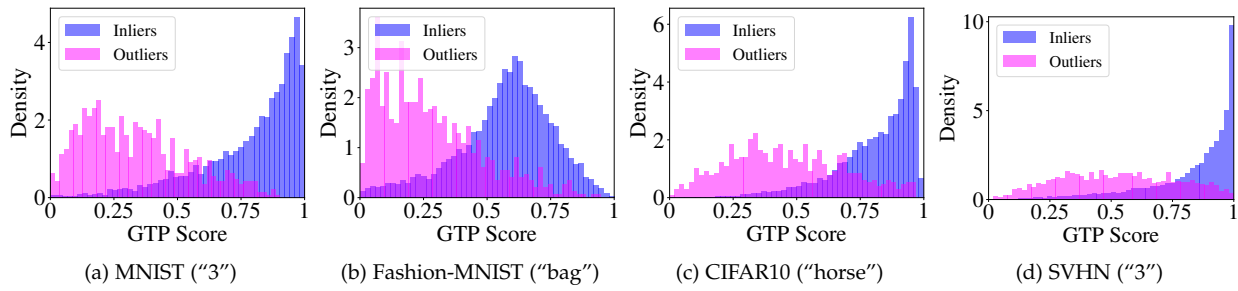 Density
4
2
0
Inliers
Outliers
0 0.25 0.5 0.75 1
GTP Score
(a) MNIST (“3”)
Density
3
2
1
0
Inliers
Outliers
0 0.25 0.5 0.75 1
GTP Score
(b) Fashion-MNIST (“bag”)
Density
6
4
2
0
Inliers
Outliers
0 0.25 0.5 0.75 1
GTP Score
(c) CIFAR10 (“horse”)
Density
10
5
0
Inliers
Outliers
0 0.25 0.5 0.75 1
GTP Score
(d) SVHN (“3”)